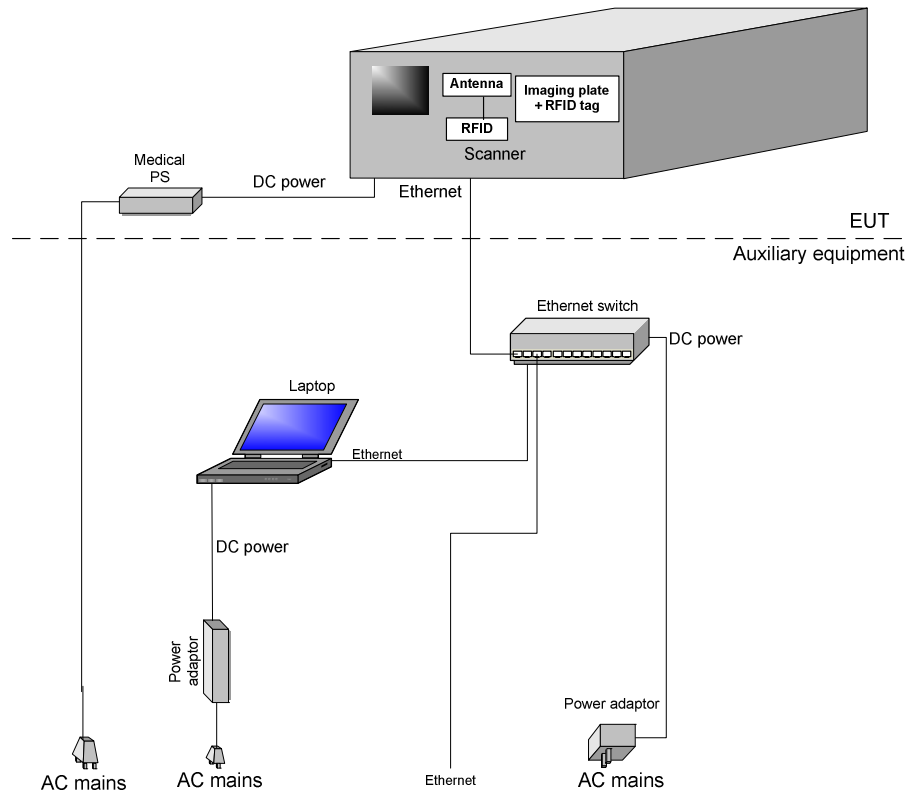 Antenna
Imaging plate
+ RFID tag
RFID
Scanner
Medical
PS
DC power
Ethernet
EUT
Auxiliary equipment
Ethernet switch
DC power
Laptop
Ethernet
DC power
Power
adaptor
Power adaptor
AC mains
AC mains
Ethernet
AC mains